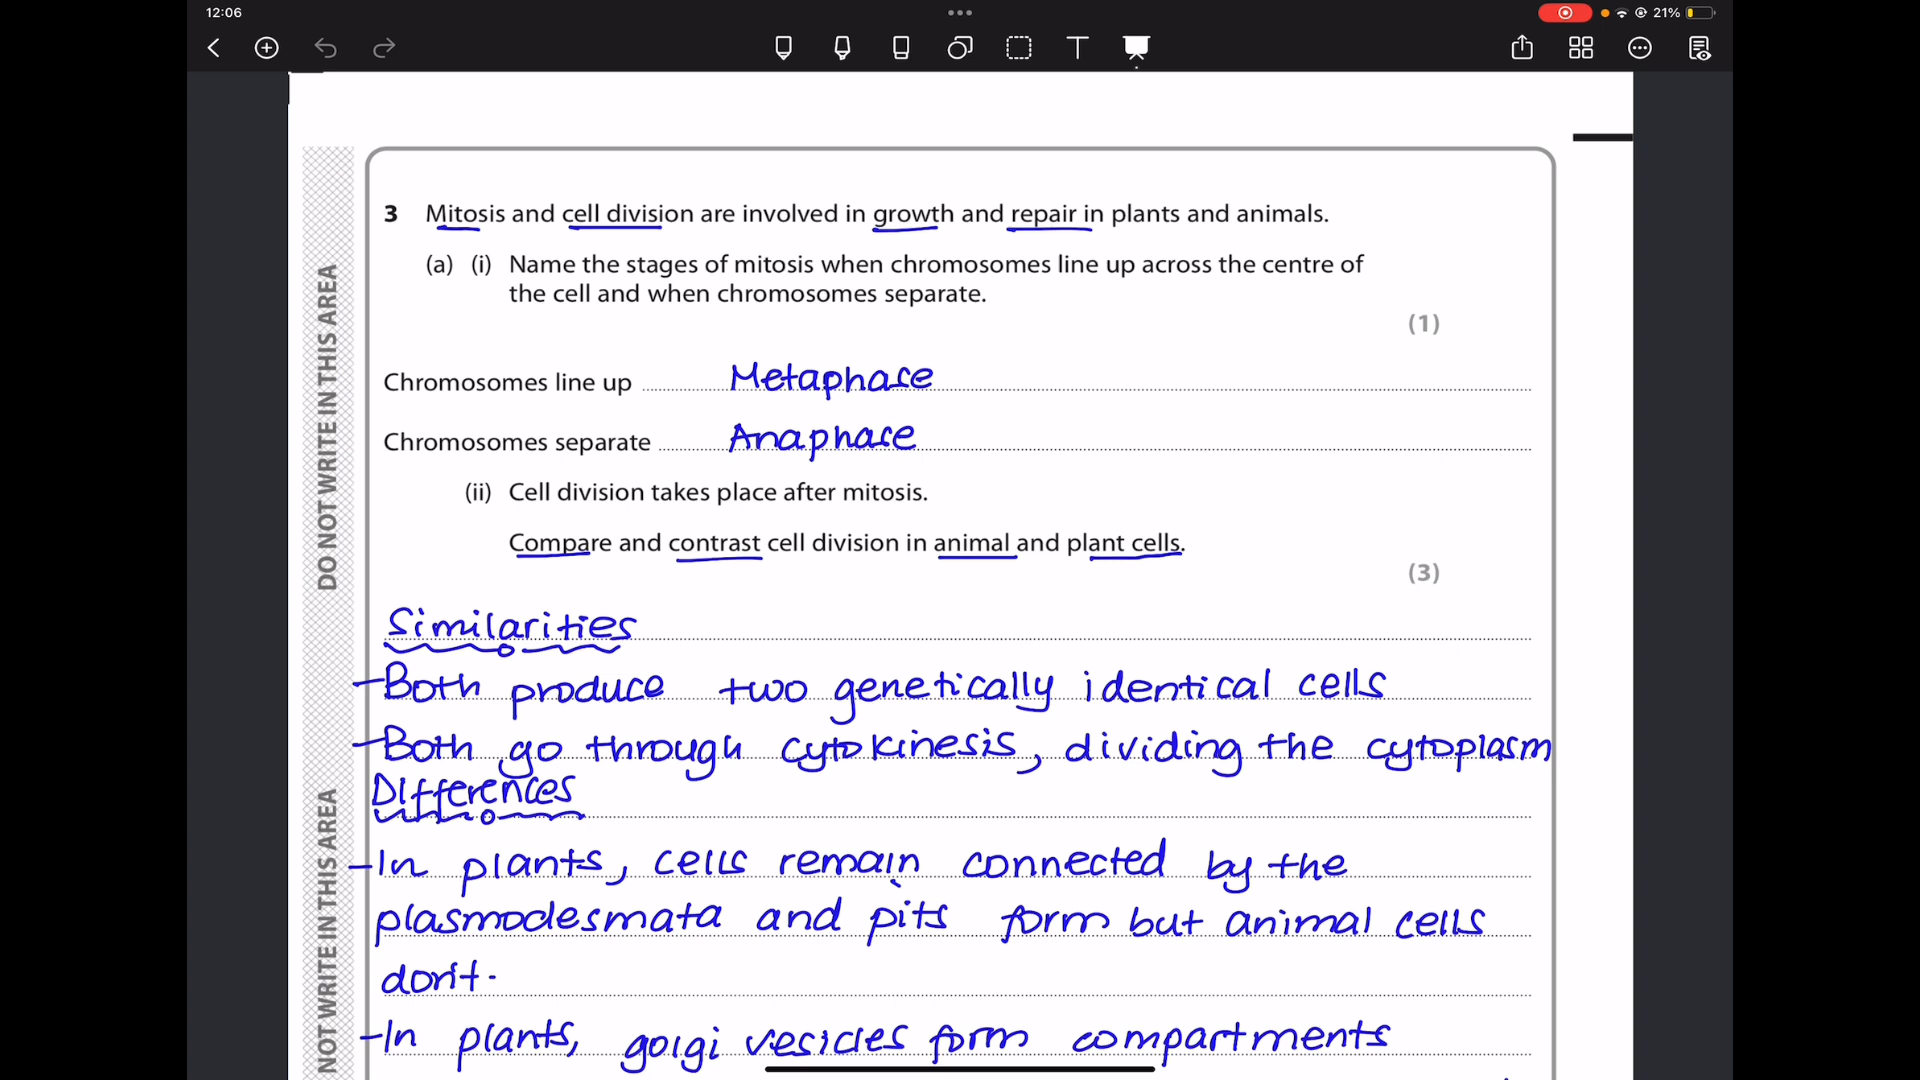 12:06
21%
T
3 Mitosis and cell division are involved in growth and repair in plants and animals.
(a) (i) Name the stages of mitosis when chromosomes line up across the centre of
the cell and when chromosomes separate.
(1)
Chromosomes line up Metaphase
Chromosomes separate Anaphase
(ii) Cell division takes place after mitosis.
Compare and contrast cell division in animal and plant cells.
(3)
Similarities
-Both produce two genetically identical cells
-Both go through cytokinesis, dividing the cytoplasm
Differences
-In plants, cells remain connected by the
plasmodesmata and pits form but animal cells
don't.
-In plants, golgi vesicles form compartments
DO NOT WRITE IN THIS AREA
NOT WRITE IN THIS AREA